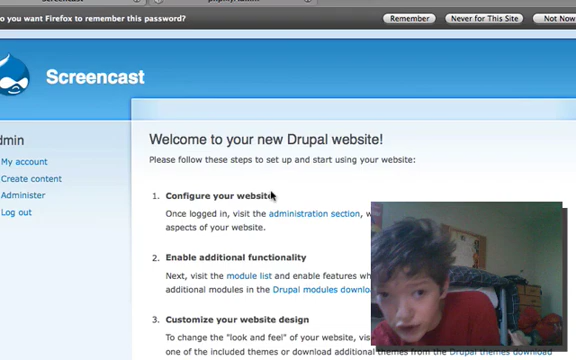 o you want Firefox to remember this password?
Remember
Never for This Site
Not Now
Screencast
dmin
My account
Create content
Administer
Log out
Welcome to your new Drupal website!
Please follow these steps to set up and start using your website:
1. Configure your website
Once logged in, visit the administration section, w
aspects of your website.
2. Enable additional functionality
Next, visit the module list and enable features wh
additional modules in the Drupal modules downlo
3. Customize your website design
To change the "look and feel" of your website, visi
one of the included themes or download additional themes from the Drupal themes download